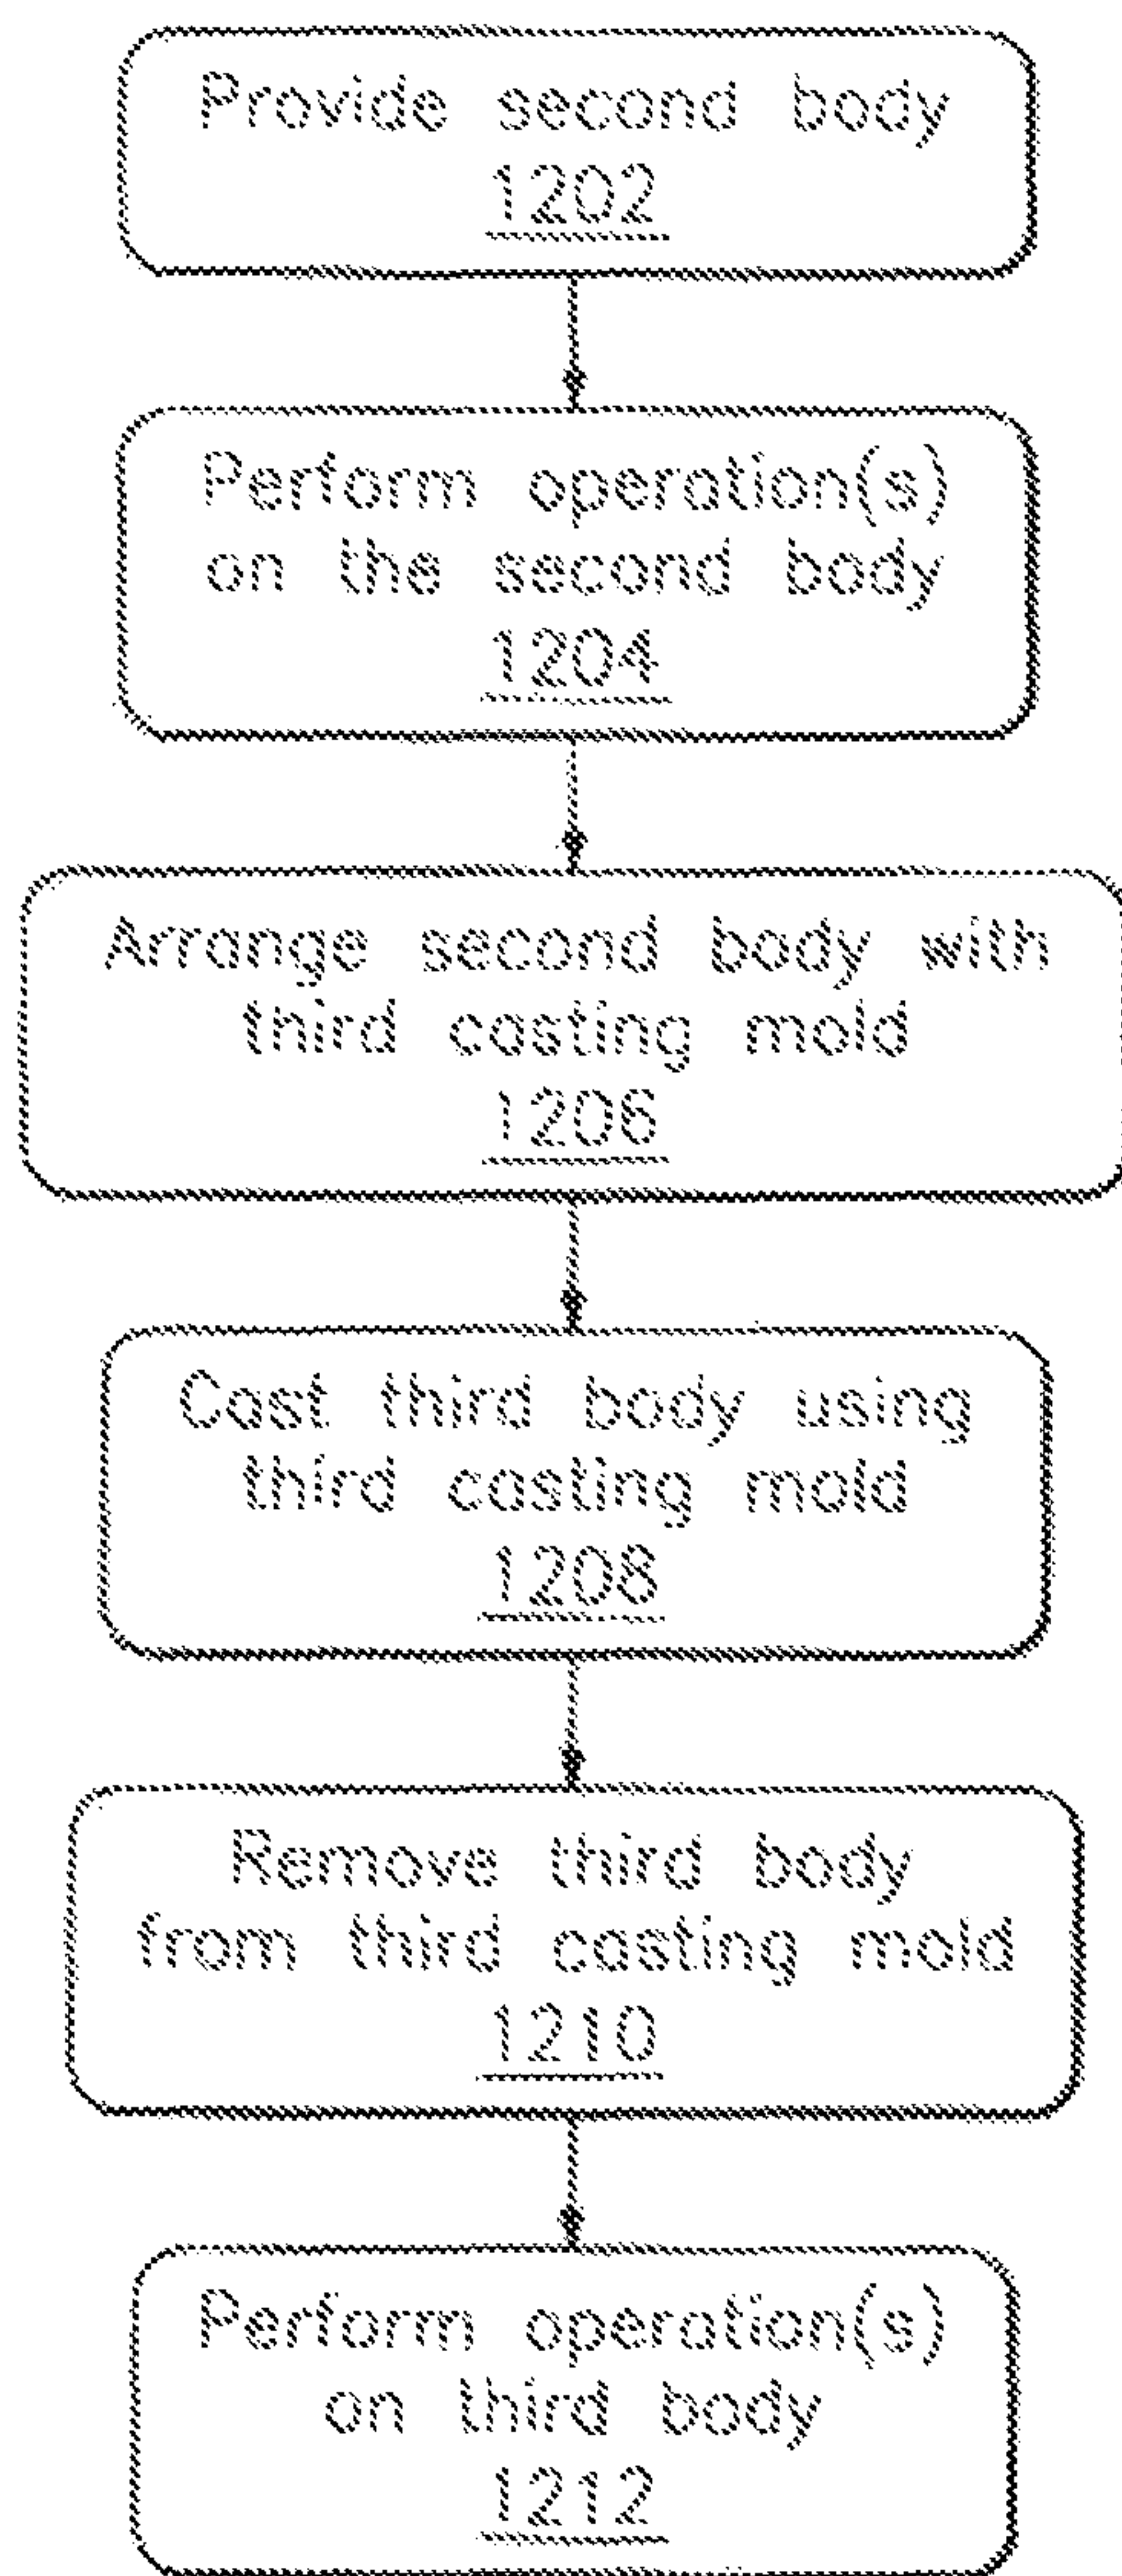 Provide second body
1202
Perform operation(s)
on the second body
1204
Arrange second body with
third casting mold
1206
Cast third body using
third casting mold
1208
Remove third body
from third casting mold
1210
Perform operation(s)
on third body
1212